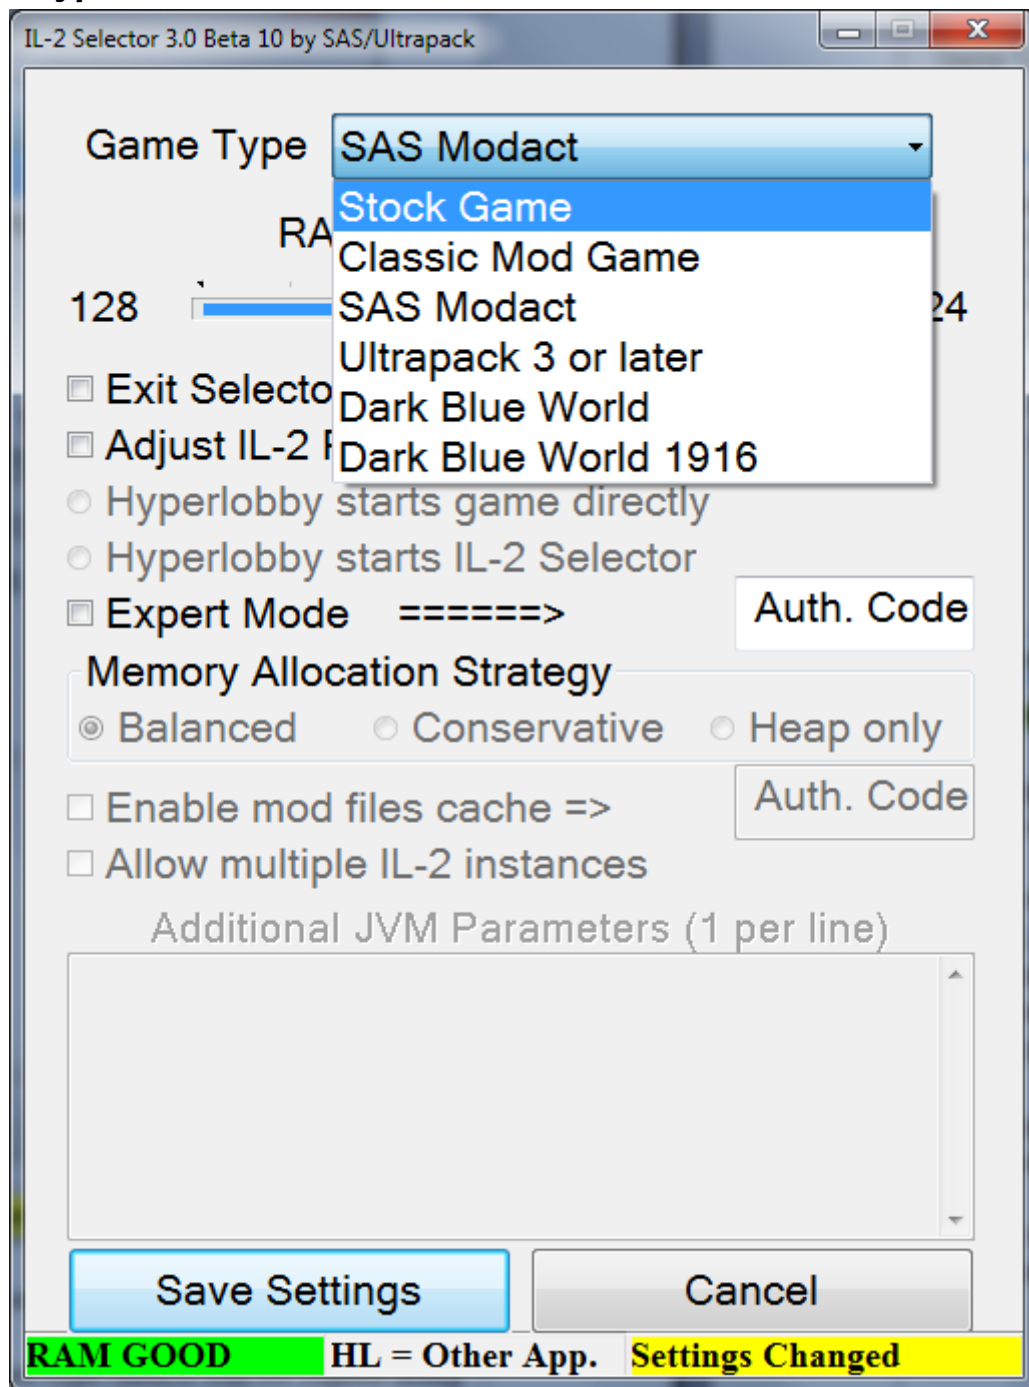 IL-2 Selector 3.0 Beta 10 by SAS/Ultrapack
Game Type SAS Modact
Stock Game
RA
Classic Mod Game
128 SAS Modact 24
Ultrapack 3 or later
Exit Selecto
Dark Blue World
Adjust IL-2
Dark Blue World 1916
Hyperlobby starts game directly
Hyperlobby starts IL-2 Selector
Expert Mode ======> Auth. Code
Memory Allocation Strategy
Balanced Conservative Heap only
Enable mod files cache => Auth. Code
Allow multiple IL-2 instances
Additional JVM Parameters (1 per line)
Save Settings Cancel
RAM GOOD HL = Other App. Settings Changed